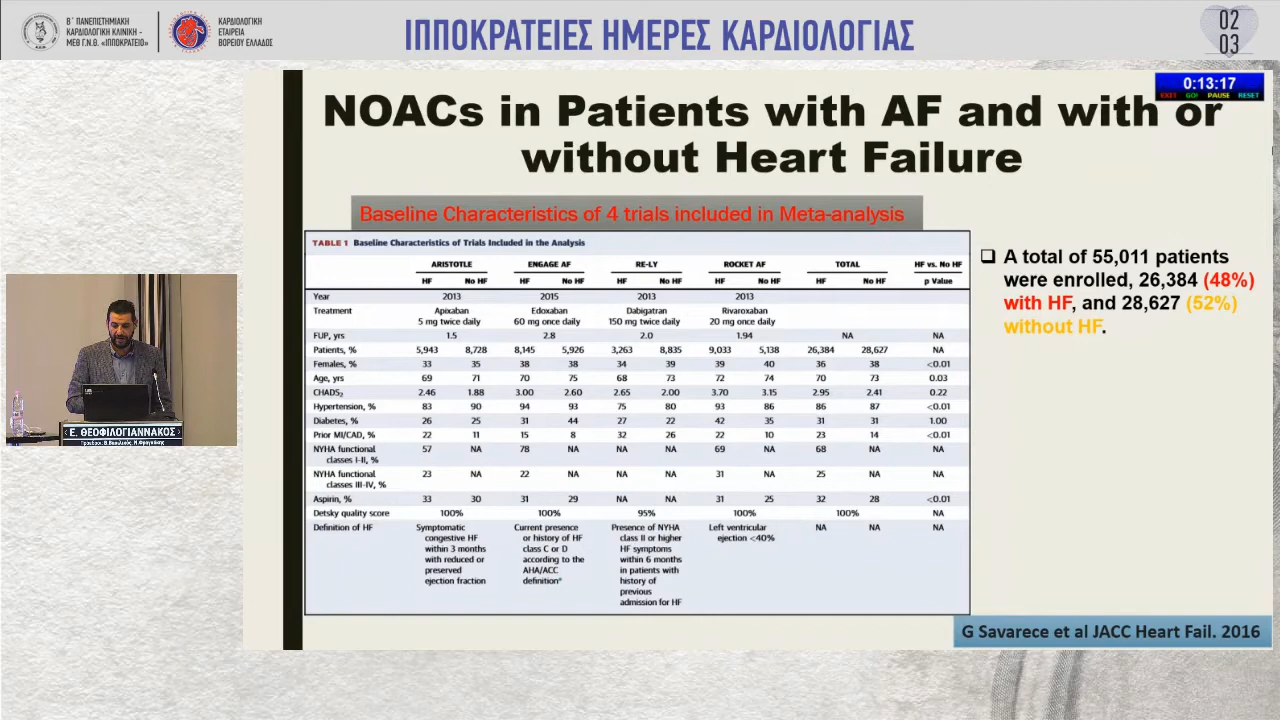 Β΄ ΠΑΝΕΠΙΣΤΗΜΙΑΚΗ
ΚΑΡΔΙΟΛΟΓΙΚΗ ΚΛΙΝΙΚΗ -
ΜΕΘ Γ.Ν.Θ. «ΙΠΠΟΚΡΑΤΕΙΟ»
ΚΑΡΔΙΟΛΟΓΙΚΗ
ΕΤΑΙΡΕΙΑ
ΒΟΡΕΙΟΥ ΕΛΛΑΔΟΣ
ΙΠΠΟΚΡΑΤΕΙΕΣ ΗΜΕΡΕΣ ΚΑΡΔΙΟΛΟΓΙΑΣ
02
03
0:13:17
EXIT GO! PAUSE RESET
NOACs in Patients with AF and with or
without Heart Failure
Baseline Characteristics of 4 trials included in Meta-analysis
TABLE 1 Baseline Characteristics of Trials Included in the Analysis
ARISTOTLE ENGAGE AF RE-LY ROCKET AF TOTAL HF vs. No HF
HF No HF HF No HF HF No HF HF No HF HF No HF p Value
Year 2013 2015 2013 2013
Treatment Apixaban Edoxaban Dabigatran Rivaroxaban
5 mg twice daily 60 mg once daily 150 mg twice daily 20 mg once daily
FUP, yrs 1.5 2.8 2.0 1.94 NA NA
Patients, % 5,943 8,728 8,145 5,926 3,263 8,835 9,033 5,138 26,384 28,627 NA
Females, % 33 35 38 38 34 39 39 40 36 38 <0.01
Age, yrs 69 71 70 75 68 73 72 74 70 73 0.03
CHADS₂ 2.46 1.88 3.00 2.60 2.65 2.00 3.70 3.15 2.95 2.41 0.22
Hypertension, % 83 90 94 93 75 80 93 86 86 87 <0.01
Diabetes, % 26 25 31 44 27 22 42 35 31 31 1.00
Prior MI/CAD, % 22 11 15 8 32 26 22 10 23 14 <0.01
NYHA functional 57 NA 78 NA NA NA 69 NA 68 NA NA
classes I-II, %
NYHA functional 23 NA 22 NA NA NA 31 NA 25 NA NA
classes III-IV, %
Aspirin, % 33 30 31 29 NA NA 31 25 32 28 <0.01
Detsky quality score 100% 100% 95% 100% 100% NA
Definition of HF Symptomatic Current presence Presence of NYHA Left ventricular NA NA NA
congestive HF or history of HF class II or higher ejection <40%
within 3 months class C or D HF symptoms
with reduced or according to the within 6 months
preserved AHA/ACC in patients with
ejection fraction definition* history of
previous
admission for HF
❑ A total of 55,011 patients
were enrolled, 26,384 (48%)
with HF, and 28,627 (52%)
without HF.
G Savarece et al JACC Heart Fail. 2016
Ε. ΘΕΟΦΙΛΟΓΙΑΝΝΑΚΟΣ